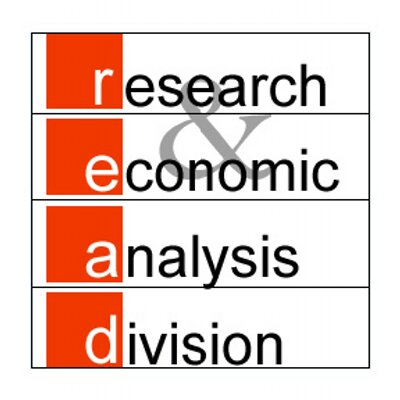 research
&
economic
analysis
division